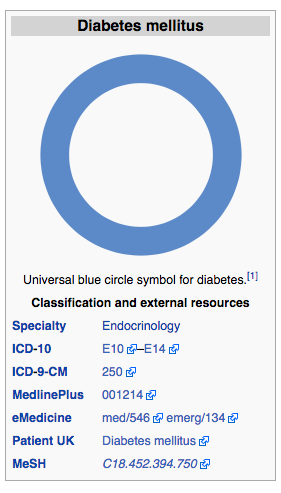 Diabetes mellitus
Universal blue circle symbol for diabetes.[1]
Classification and external resources
Specialty Endocrinology
ICD-10 E10–E14
ICD-9-CM 250
MedlinePlus 001214
eMedicine med/546 emerg/134
Patient UK Diabetes mellitus
MeSH C18.452.394.750